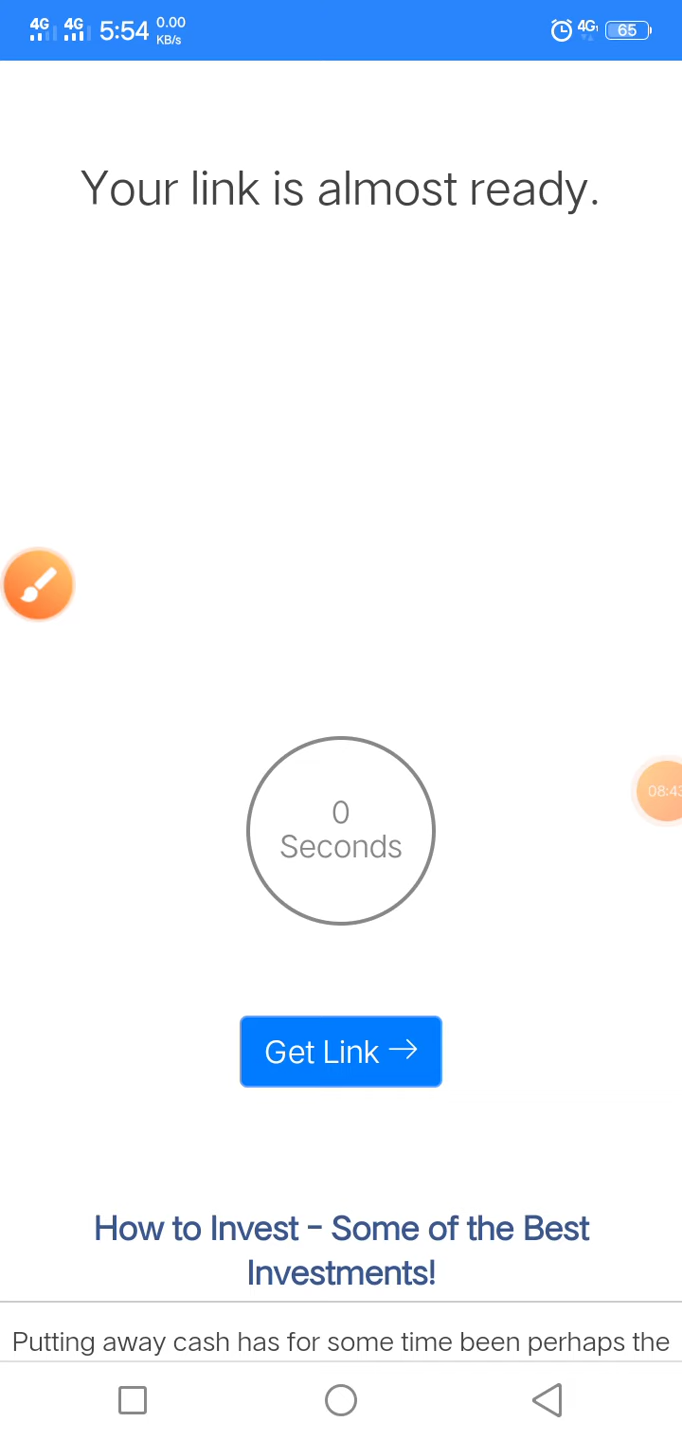 4G 4G 5:54 0.00 KB/s 4G 65
Your link is almost ready.
08:43
0
Seconds
Get Link →
How to Invest - Some of the Best
Investments!
Putting away cash has for some time been perhaps the